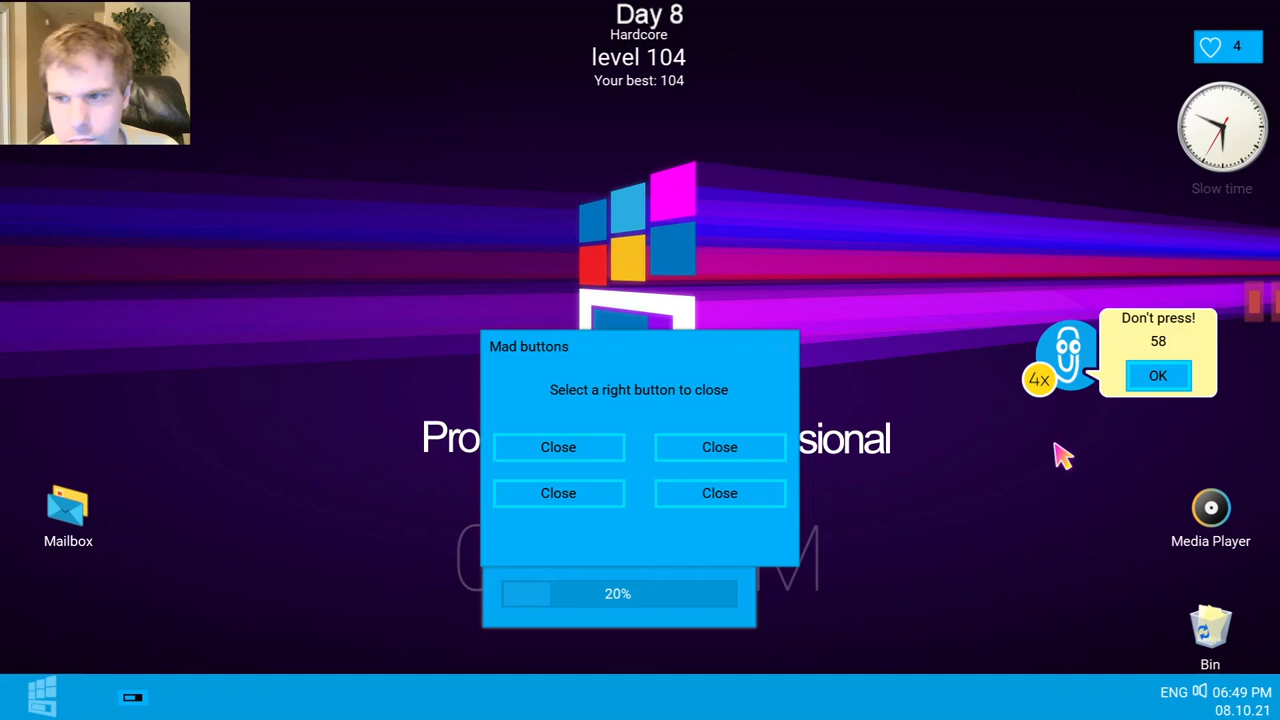 Day 8
Hardcore
level 104
Your best: 104
4
Slow time
Don't press!
58
OK
4x
Mad buttons
Select a right button to close
Pro
sional
Close
Close
Close
Close
Mailbox
Media Player
20%
Bin
ENG 06:49 PM
08.10.21